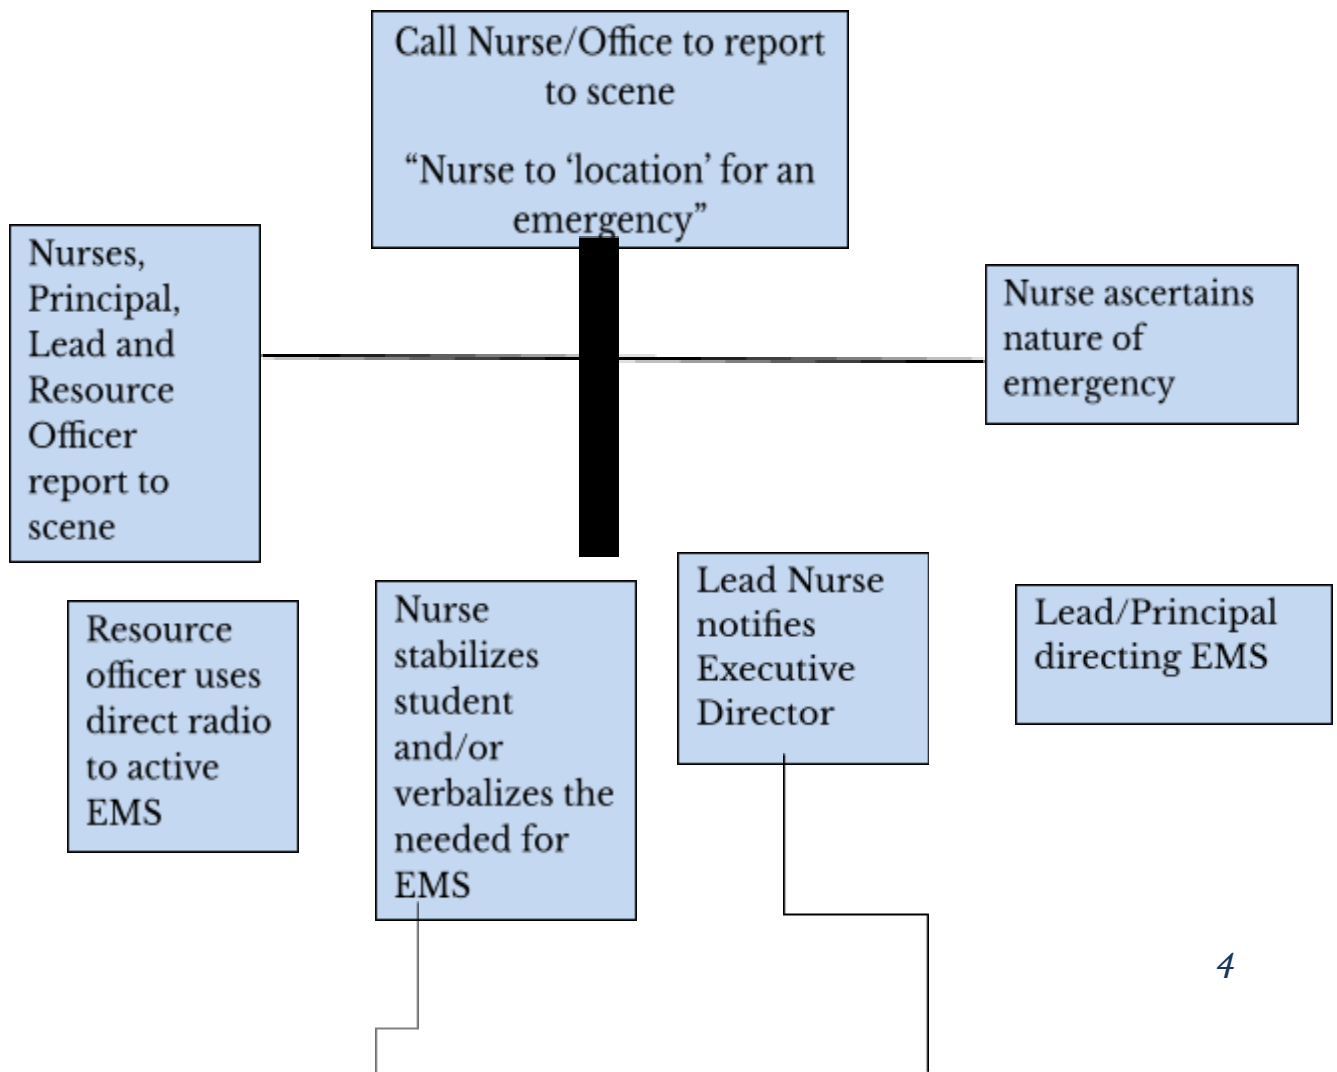 Call Nurse/Office to report
to scene
“Nurse to ‘location’ for an
emergency”
Nurses,
Principal,
Lead and
Resource
Officer
report to
scene
Nurse ascertains
nature of
emergency
Resource
officer uses
direct radio
to active
EMS
Nurse
stabilizes
student
and/or
verbalizes the
needed for
EMS
Lead Nurse
notifies
Executive
Director
Lead/Principal
directing EMS
4